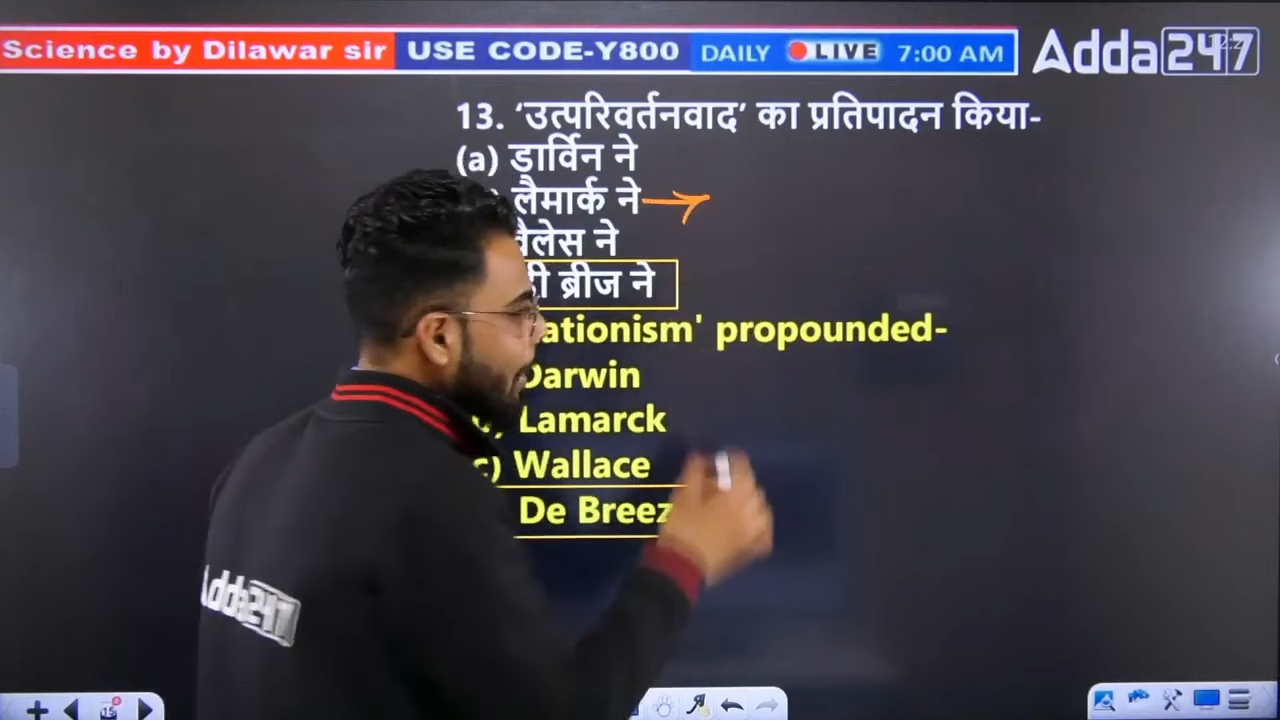 Science by Dilawar sir USE CODE-Y800 DAILY LIVE 7:00 AM Adda247
13. ‘उत्परिवर्तनवाद’ का प्रतिपादन किया-
(a) डार्विन ने
लैमार्क ने
वैलेस ने
डी ब्रीज ने
ationism' propounded-
Darwin
Lamarck
c) Wallace
De Breez
Adda247